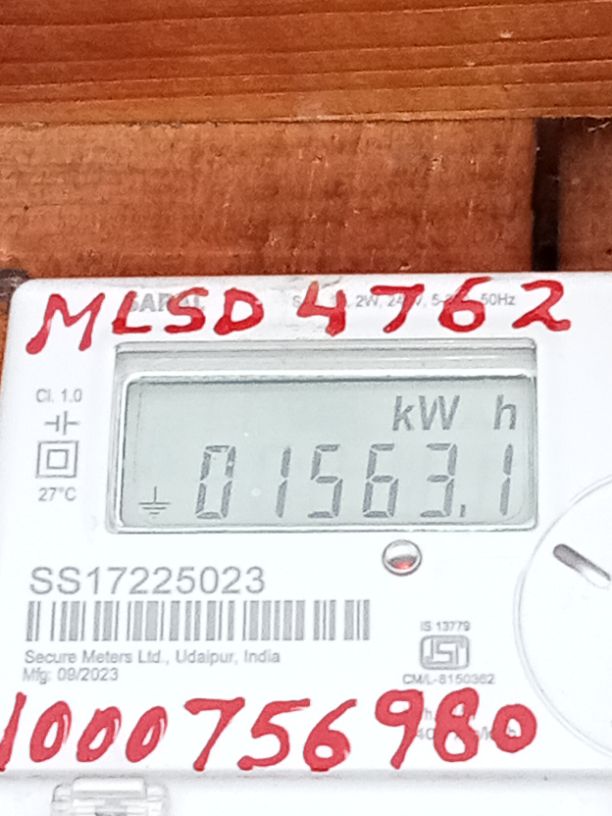 MLSD 4762
Cl. 1.0
27°C
kW h
01563.1
SS17225023
Secure Meters Ltd., Udaipur, India
Mfg: 09/2023
IS 13779
CM/L-8150362
1000756980